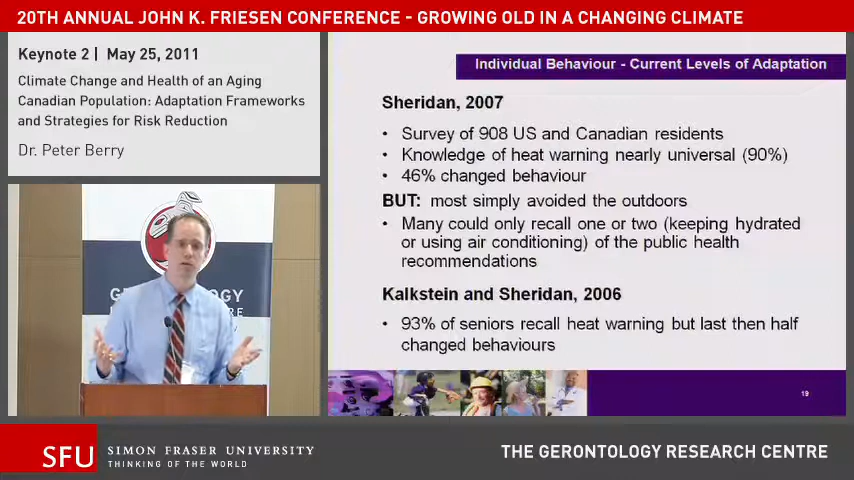 20TH ANNUAL JOHN K. FRIESEN CONFERENCE - GROWING OLD IN A CHANGING CLIMATE
Keynote 2 | May 25, 2011
Climate Change and Health of an Aging
Canadian Population: Adaptation Frameworks
and Strategies for Risk Reduction
Dr. Peter Berry
Individual Behaviour - Current Levels of Adaptation
Sheridan, 2007
• Survey of 908 US and Canadian residents
• Knowledge of heat warning nearly universal (90%)
• 46% changed behaviour
BUT: most simply avoided the outdoors
• Many could only recall one or two (keeping hydrated
or using air conditioning) of the public health
recommendations
Kalkstein and Sheridan, 2006
• 93% of seniors recall heat warning but last then half
changed behaviours
19
SFU SIMON FRASER UNIVERSITY
THINKING OF THE WORLD
THE GERONTOLOGY RESEARCH CENTRE